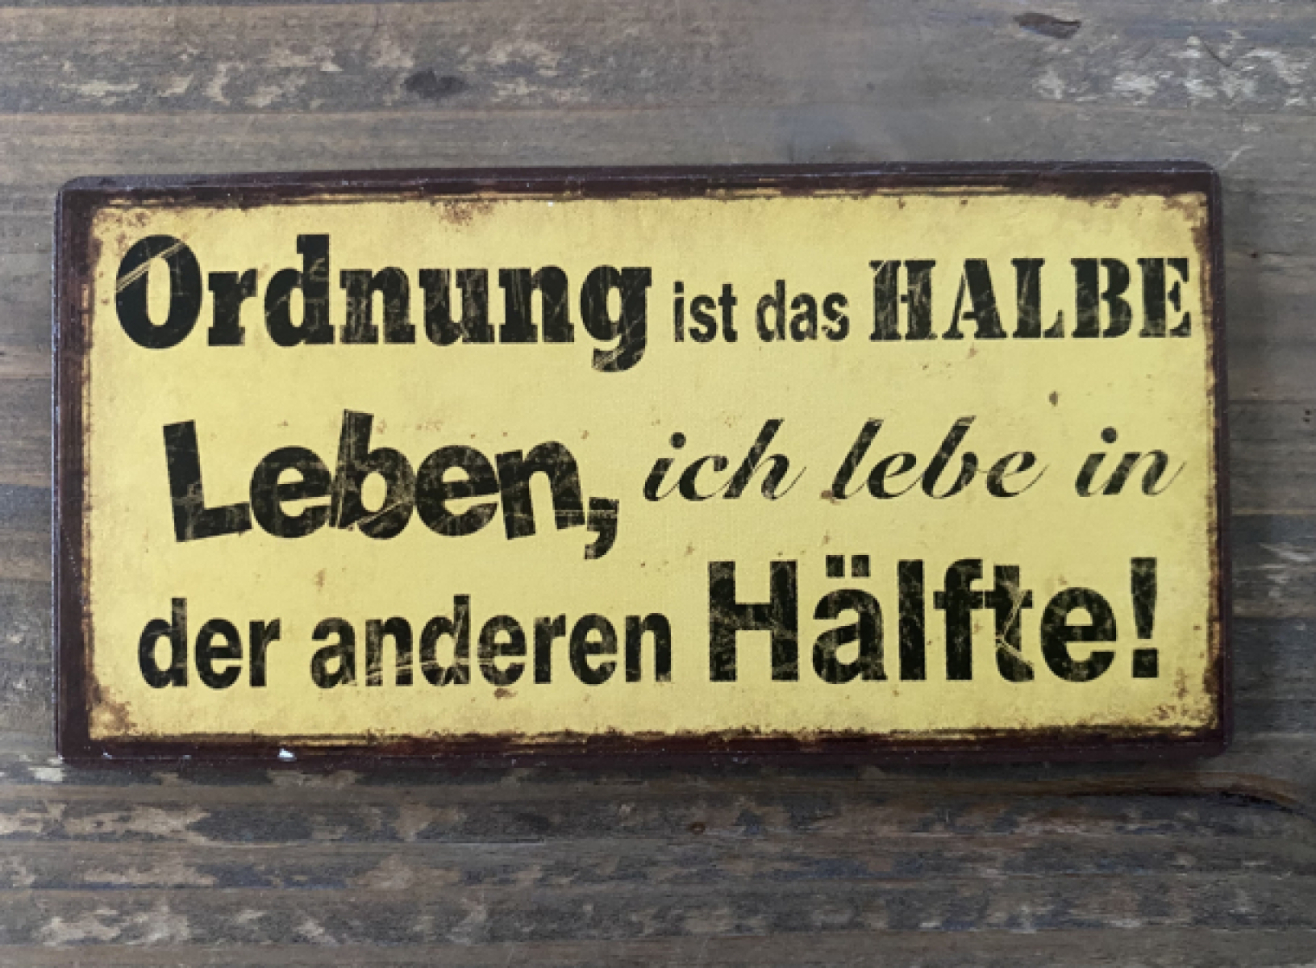 Ordnung ist das HALBE
Leben, ich lebe in
der anderen Hälfte!